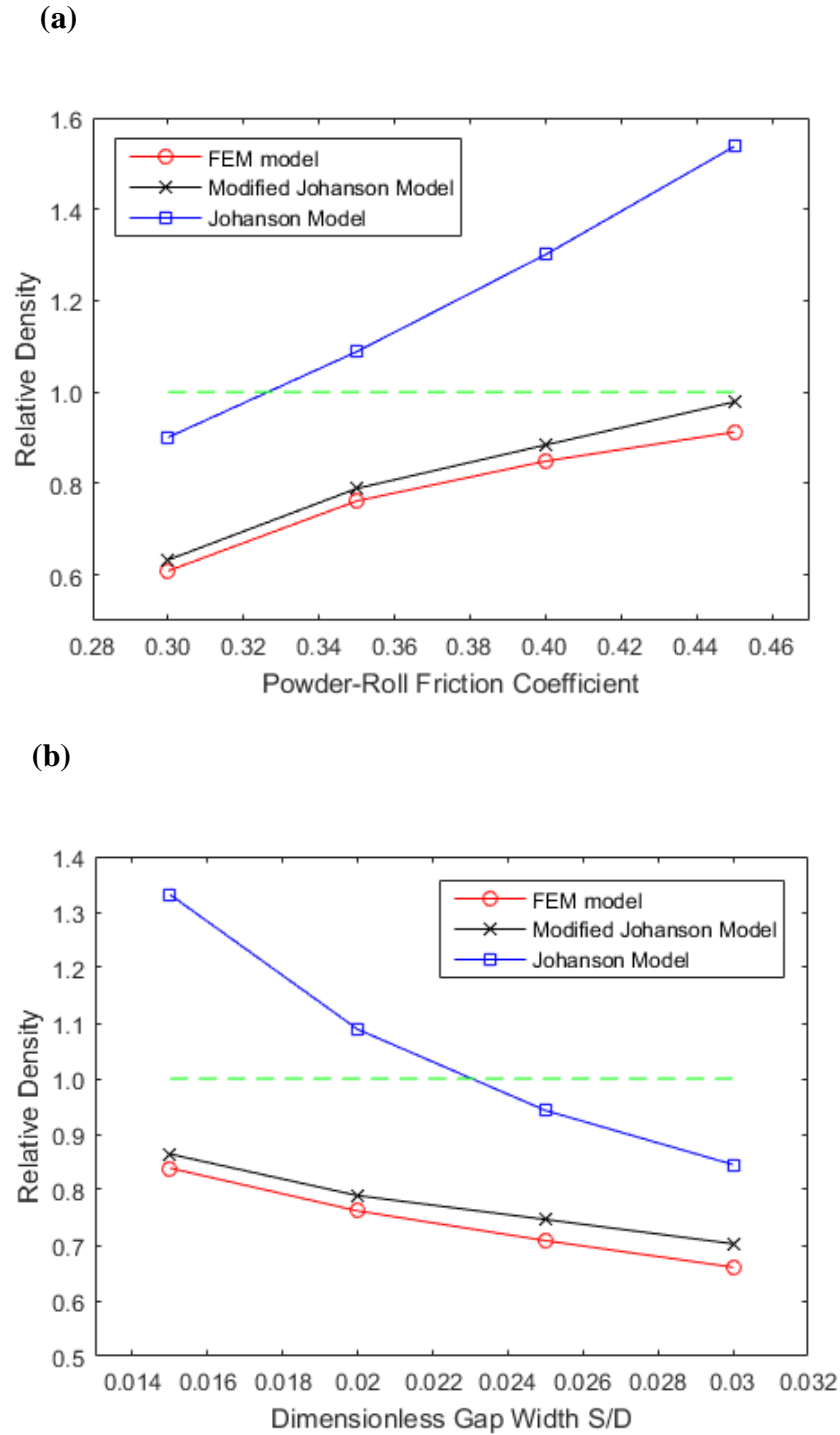 (a)
1.6
1.4
1.2
1.0
0.8
0.6
Relative Density
FEM model
Modified Johanson Model
Johanson Model
0.28 0.30 0.32 0.34 0.36 0.38 0.40 0.42 0.44 0.46
Powder-Roll Friction Coefficient
(b)
1.4
1.3
1.2
1.1
1.0
0.9
0.8
0.7
0.6
0.5
Relative Density
FEM model
Modified Johanson Model
Johanson Model
0.014 0.016 0.018 0.02 0.022 0.024 0.026 0.028 0.03 0.032
Dimensionless Gap Width S/D